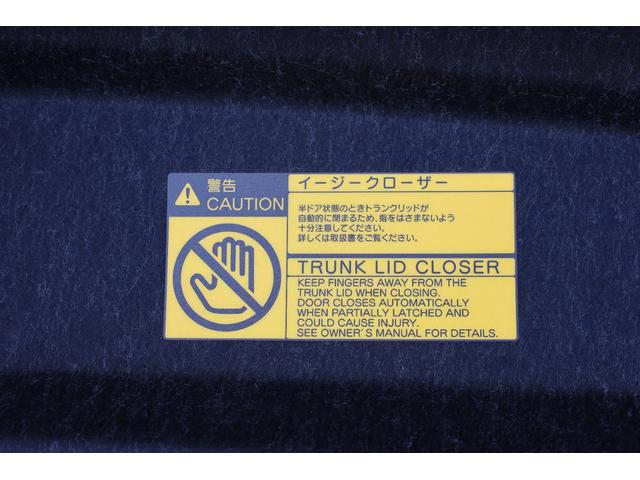 警告
CAUTION
イージークローザー
半ドア状態のときトランクリッドが
自動的に閉まるため、指をはさまないよう
十分注意してください。
詳しくは取扱書をご覧ください。
TRUNK LID CLOSER
KEEP FINGERS AWAY FROM THE
TRUNK LID WHEN CLOSING.
DOOR CLOSES AUTOMATICALLY
WHEN PARTIALLY LATCHED AND
COULD CAUSE INJURY.
SEE OWNER'S MANUAL FOR DETAILS.